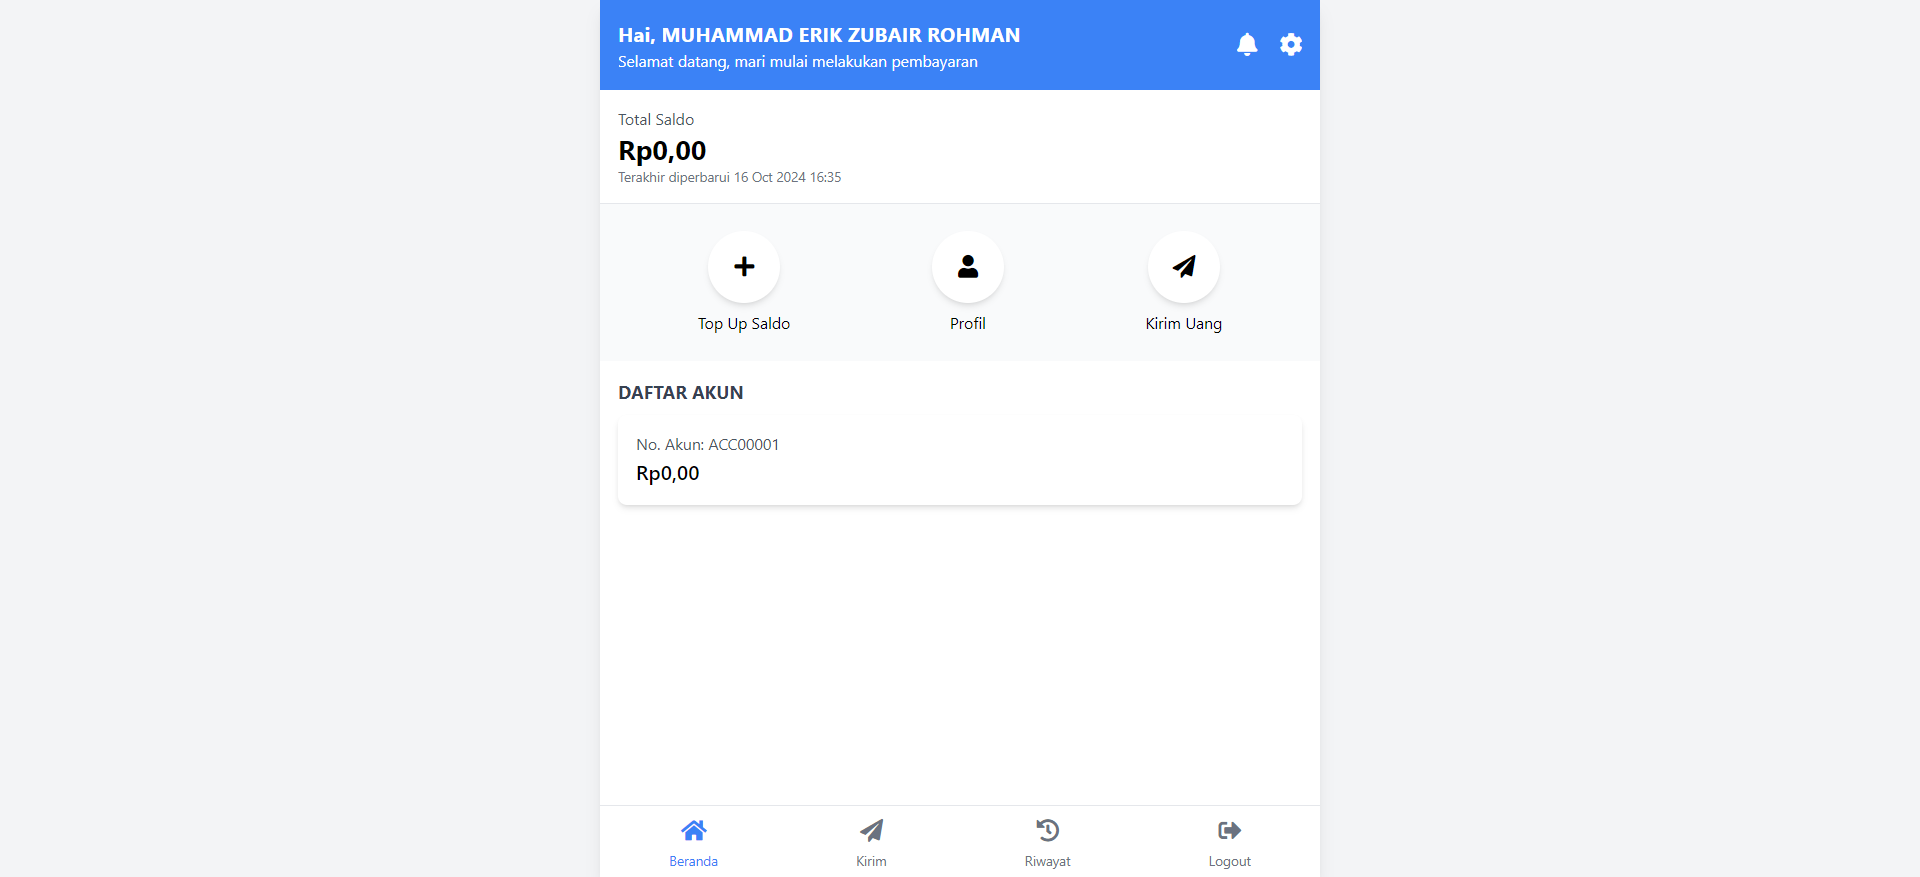 Hai, MUHAMMAD ERIK ZUBAIR ROHMAN
Selamat datang, mari mulai melakukan pembayaran
Total Saldo
Rp0,00
Terakhir diperbarui 16 Oct 2024 16:35
Top Up Saldo
Profil
Kirim Uang
DAFTAR AKUN
No. Akun: ACC00001
Rp0,00
Beranda
Kirim
Riwayat
Logout